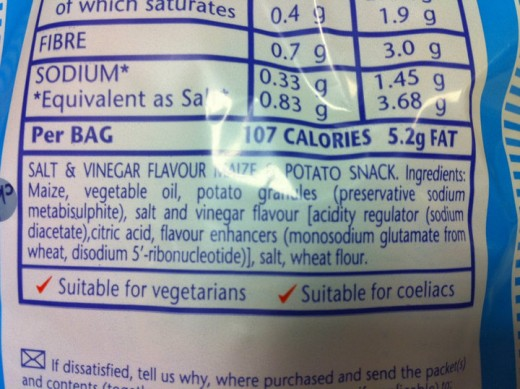 of which saturates 0.4 g 1.9 g
FIBRE 0.7 g 3.0 g
SODIUM* 0.33 g 1.45 g
*Equivalent as 0.83 g 3.68 g
Per BAG 107 CALORIES 5.2g FAT
SALT & VINEGAR FLAVOUR MAIZE & POTATO SNACK. Ingredients:
Maize, vegetable oil, potato granules (preservative sodium
metabisulphite), salt and vinegar flavour [acidity regulator (sodium
diacetate),citric acid, flavour enhancers (monosodium glutamate from
wheat, disodium 5'-ribonucleotide)], salt, wheat flour.
✓ Suitable for vegetarians ✓ Suitable for coeliacs
If dissatisfied, tell us why, where purchased and send the packet(s)
and contents